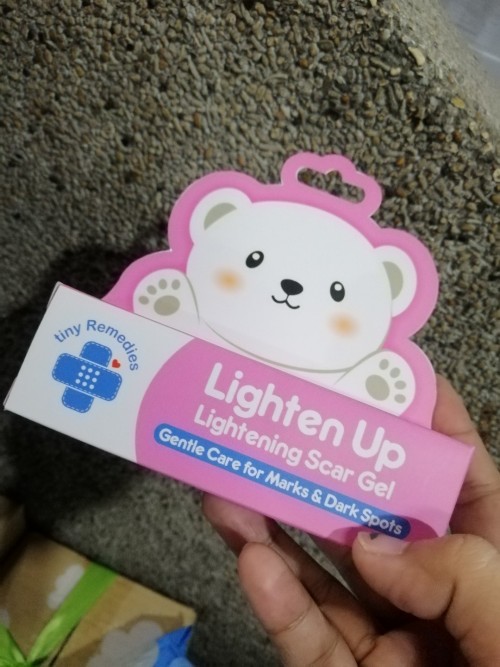 tiny Remedies
Lighten Up
Lightening Scar Gel
Gentle Care for Marks & Dark Spots